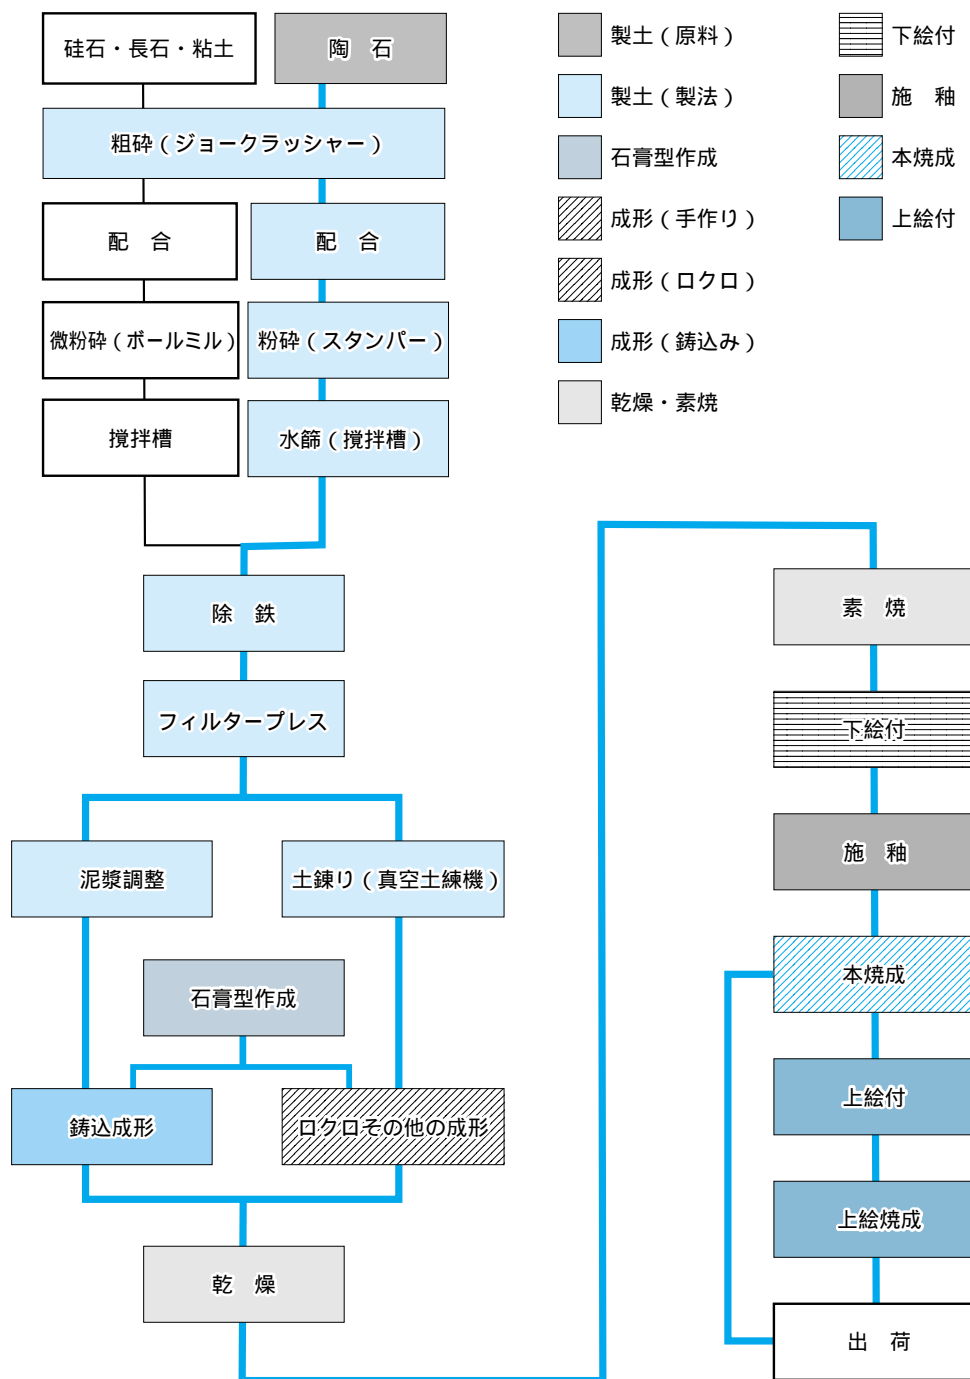 硅石・長石・粘土
陶　石
粗砕（ジョークラッシャー）
配　合
配　合
微粉砕（ボールミル）
粉砕（スタンパー）
撹拌槽
水篩（撹拌槽）
除　鉄
フィルタープレス
泥漿調整
土錬り（真空土練機）
石膏型作成
鋳込成形
ロクロその他の成形
乾　燥
製土（原料）
製土（製法）
石膏型作成
成形（手作り）
成形（ロクロ）
成形（鋳込み）
乾燥・素焼
下絵付
施　釉
本焼成
上絵付
素　焼
下絵付
施　釉
本焼成
上絵付
上絵焼成
出　荷